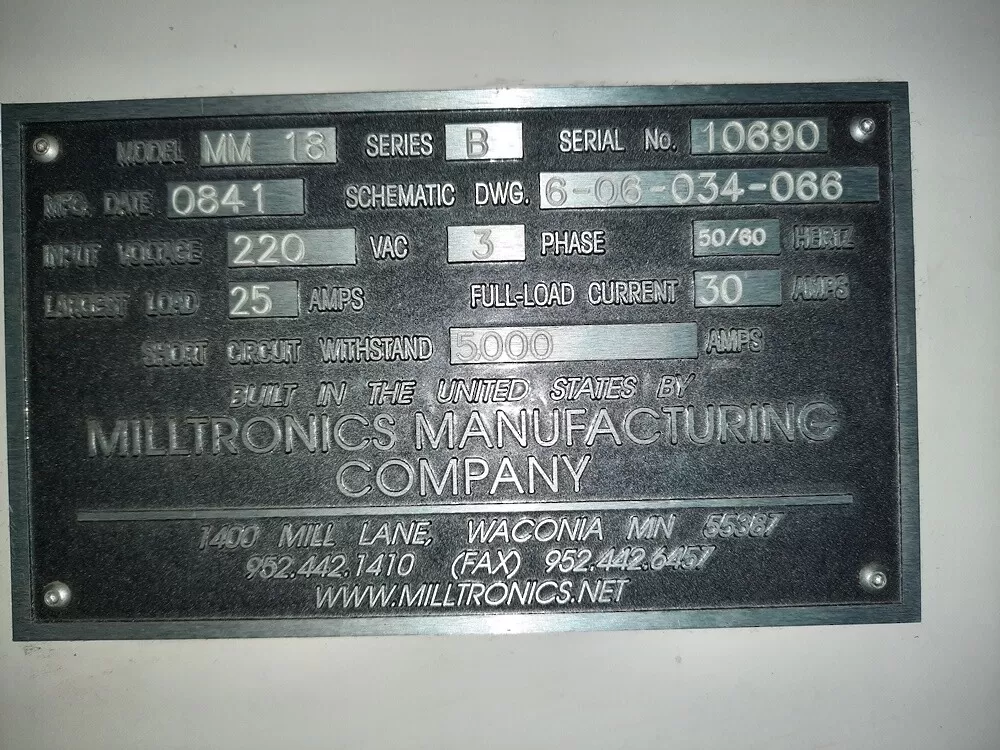 MODEL MM 18 SERIES B SERIAL No. 10690
MFG. DATE 0841 SCHEMATIC DWG. 6-06-034-066
INPUT VOLTAGE 220 VAC 3 PHASE 50/60 HERTZ
LARGEST LOAD 25 AMPS FULL-LOAD CURRENT 30 AMPS
SHORT CIRCUIT WITHSTAND 5000 AMPS
BUILT IN THE UNITED STATES BY
MILLTRONICS MANUFACTURING
COMPANY
1400 MILL LANE, WACONIA MN 55387
952.442.1410 (FAX) 952.442.6457
WWW.MILLTRONICS.NET